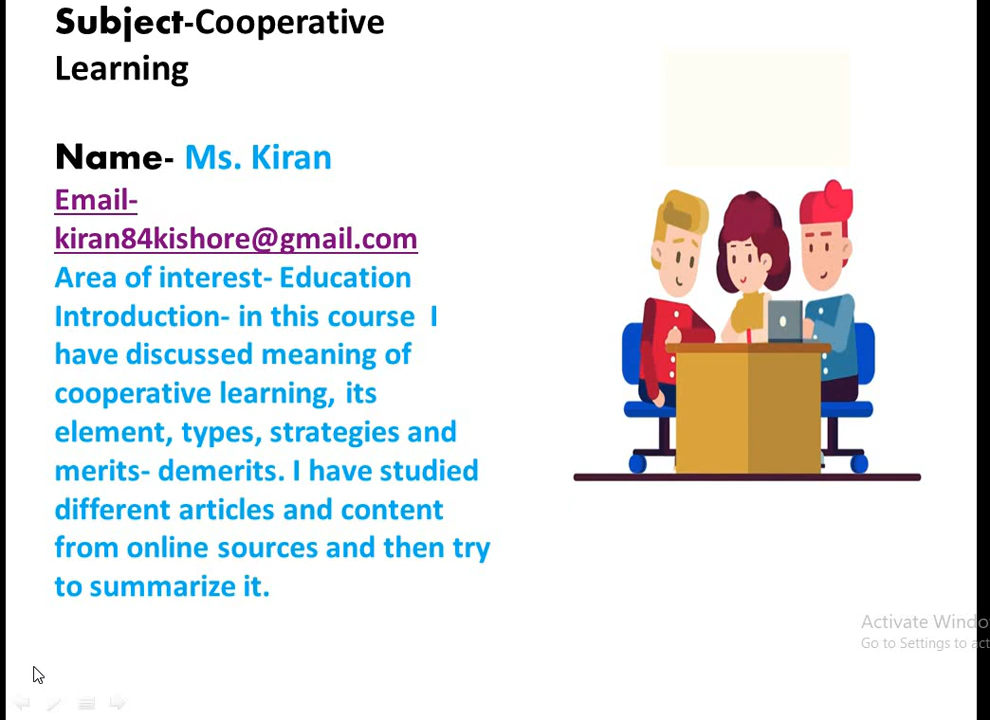 Subject-Cooperative
Learning
Name- Ms. Kiran
Email-
kiran84kishore@gmail.com
Area of interest- Education
Introduction- in this course I
have discussed meaning of
cooperative learning, its
element, types, strategies and
merits- demerits. I have studied
different articles and content
from online sources and then try
to summarize it.
Activate Windo
Go to Settings to act